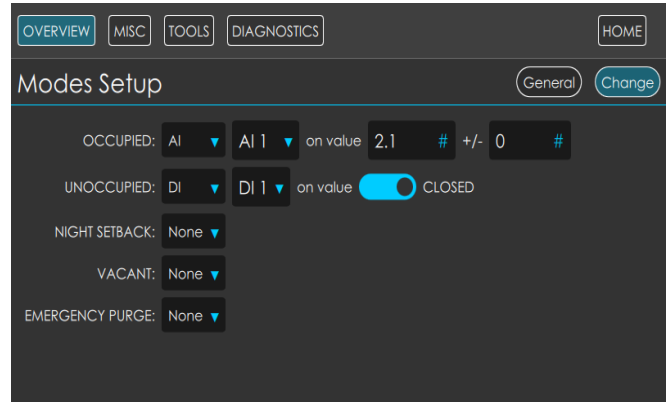 OVERVIEW MISC TOOLS DIAGNOSTICS HOME
Modes Setup General Change
OCCUPIED: AI AI 1 on value 2.1 # +/- 0 #
UNOCCUPIED: DI DI 1 on value CLOSED
NIGHT SETBACK: None
VACANT: None
EMERGENCY PURGE: None